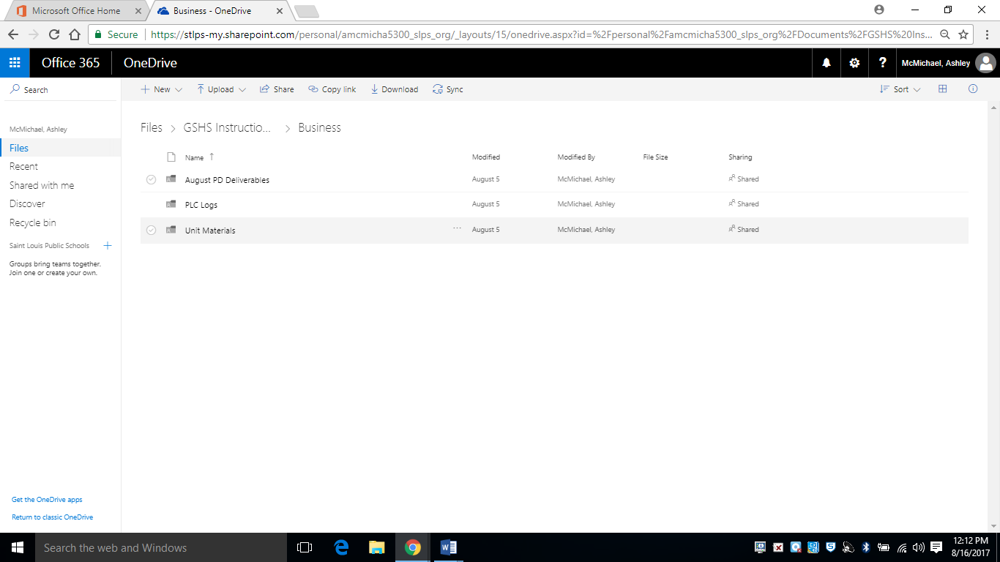 Microsoft Office Home
Business - OneDrive
Secure
https://stlps-my.sharepoint.com/personal/amcmicha5300_slps_org/_layouts/15/onedrive.aspx?id=%2Fpersonal%2Famcmicha5300_slps_org%2FDocuments%2FGSHS%20Ins...
Office 365
OneDrive
?
McMichael, Ashley
Search
New
Upload
Share
Copy link
Download
Sync
Sort
McMichael, Ashley
Files
Recent
Shared with me
Discover
Recycle bin
Saint Louis Public Schools
Groups bring teams together.
Join one or create your own.
Get the OneDrive apps
Return to classic OneDrive
Files > GSHS Instructio... > Business
Name Modified Modified By File Size Sharing
August PD Deliverables August 5 McMichael, Ashley Shared
PLC Logs August 5 McMichael, Ashley Shared
Unit Materials ... August 5 McMichael, Ashley Shared
Search the web and Windows
12:12 PM
8/16/2017